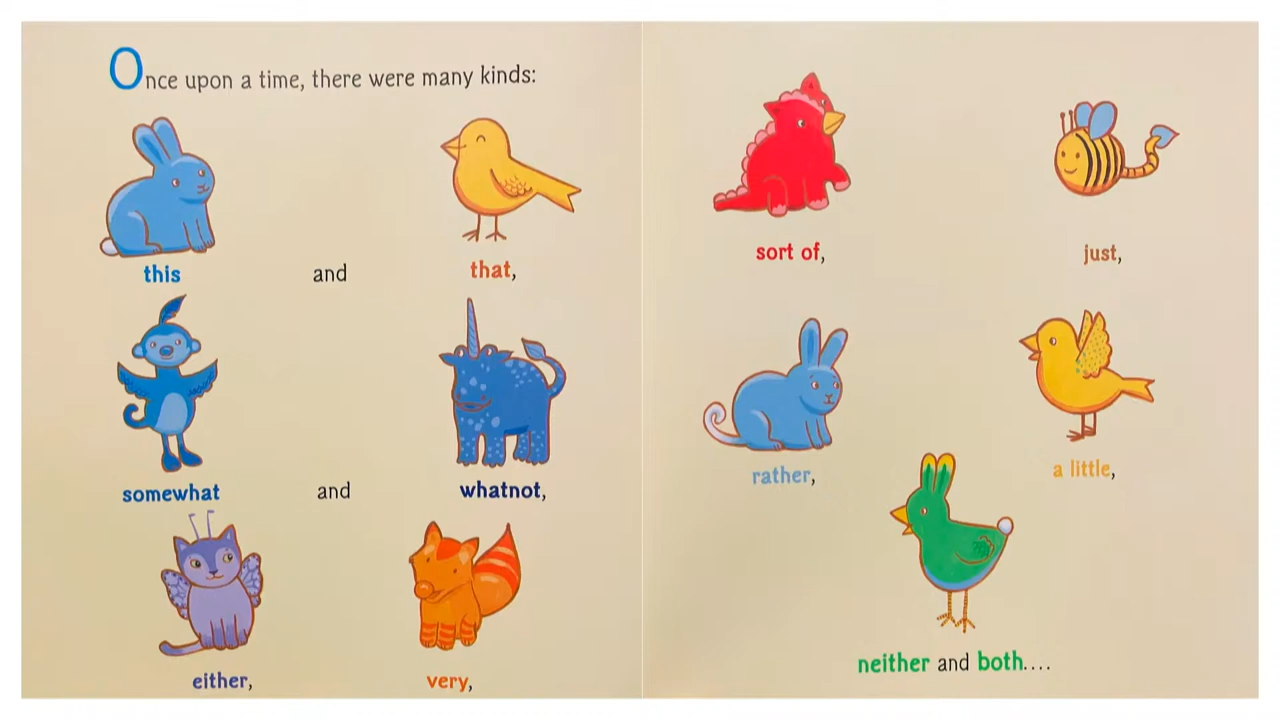 Once upon a time, there were many kinds:
this and that,
somewhat and whatnot,
either, very,
sort of, just,
rather, a little,
neither and both....